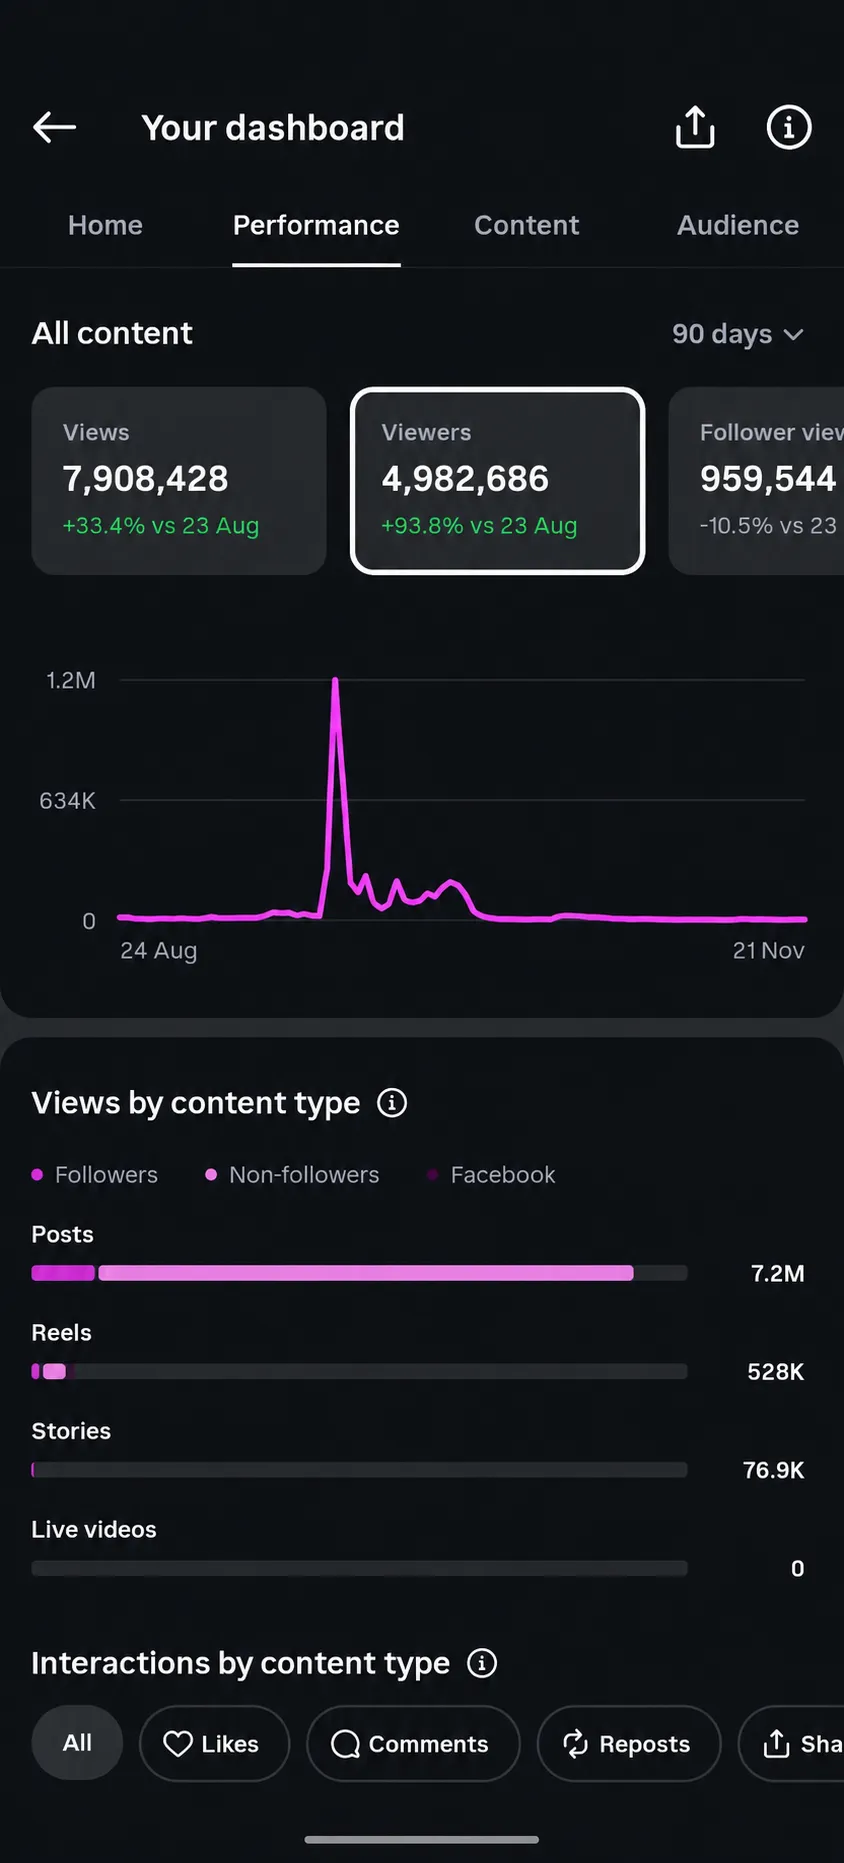 Your dashboard
Home Performance Content Audience
All content 90 days
Views Viewers Follower view
7,908,428 4,982,686 959,544
+33.4% vs 23 Aug +93.8% vs 23 Aug -10.5% vs 23
1.2M
634K
0
24 Aug 21 Nov
Views by content type
Followers Non-followers Facebook
Posts
7.2M
Reels
528K
Stories
76.9K
Live videos
0
Interactions by content type
All Likes Comments Reposts Sha